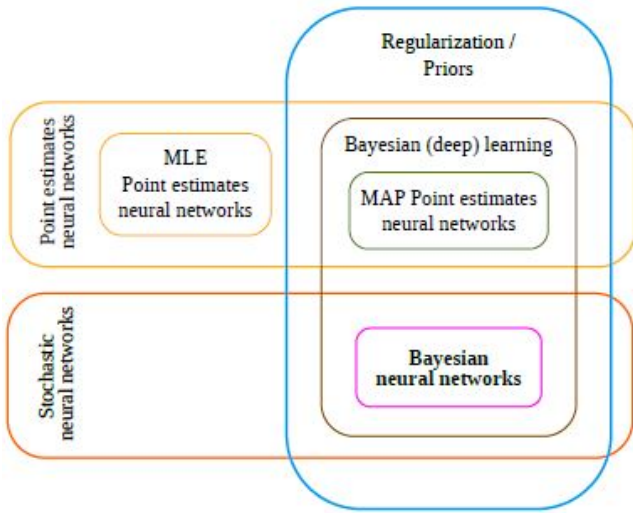 Regularization /
Priors
Point estimates
neural networks
MLE
Point estimates
neural networks
Bayesian (deep) learning
MAP Point estimates
neural networks
Stochastic
neural networks
Bayesian
neural networks